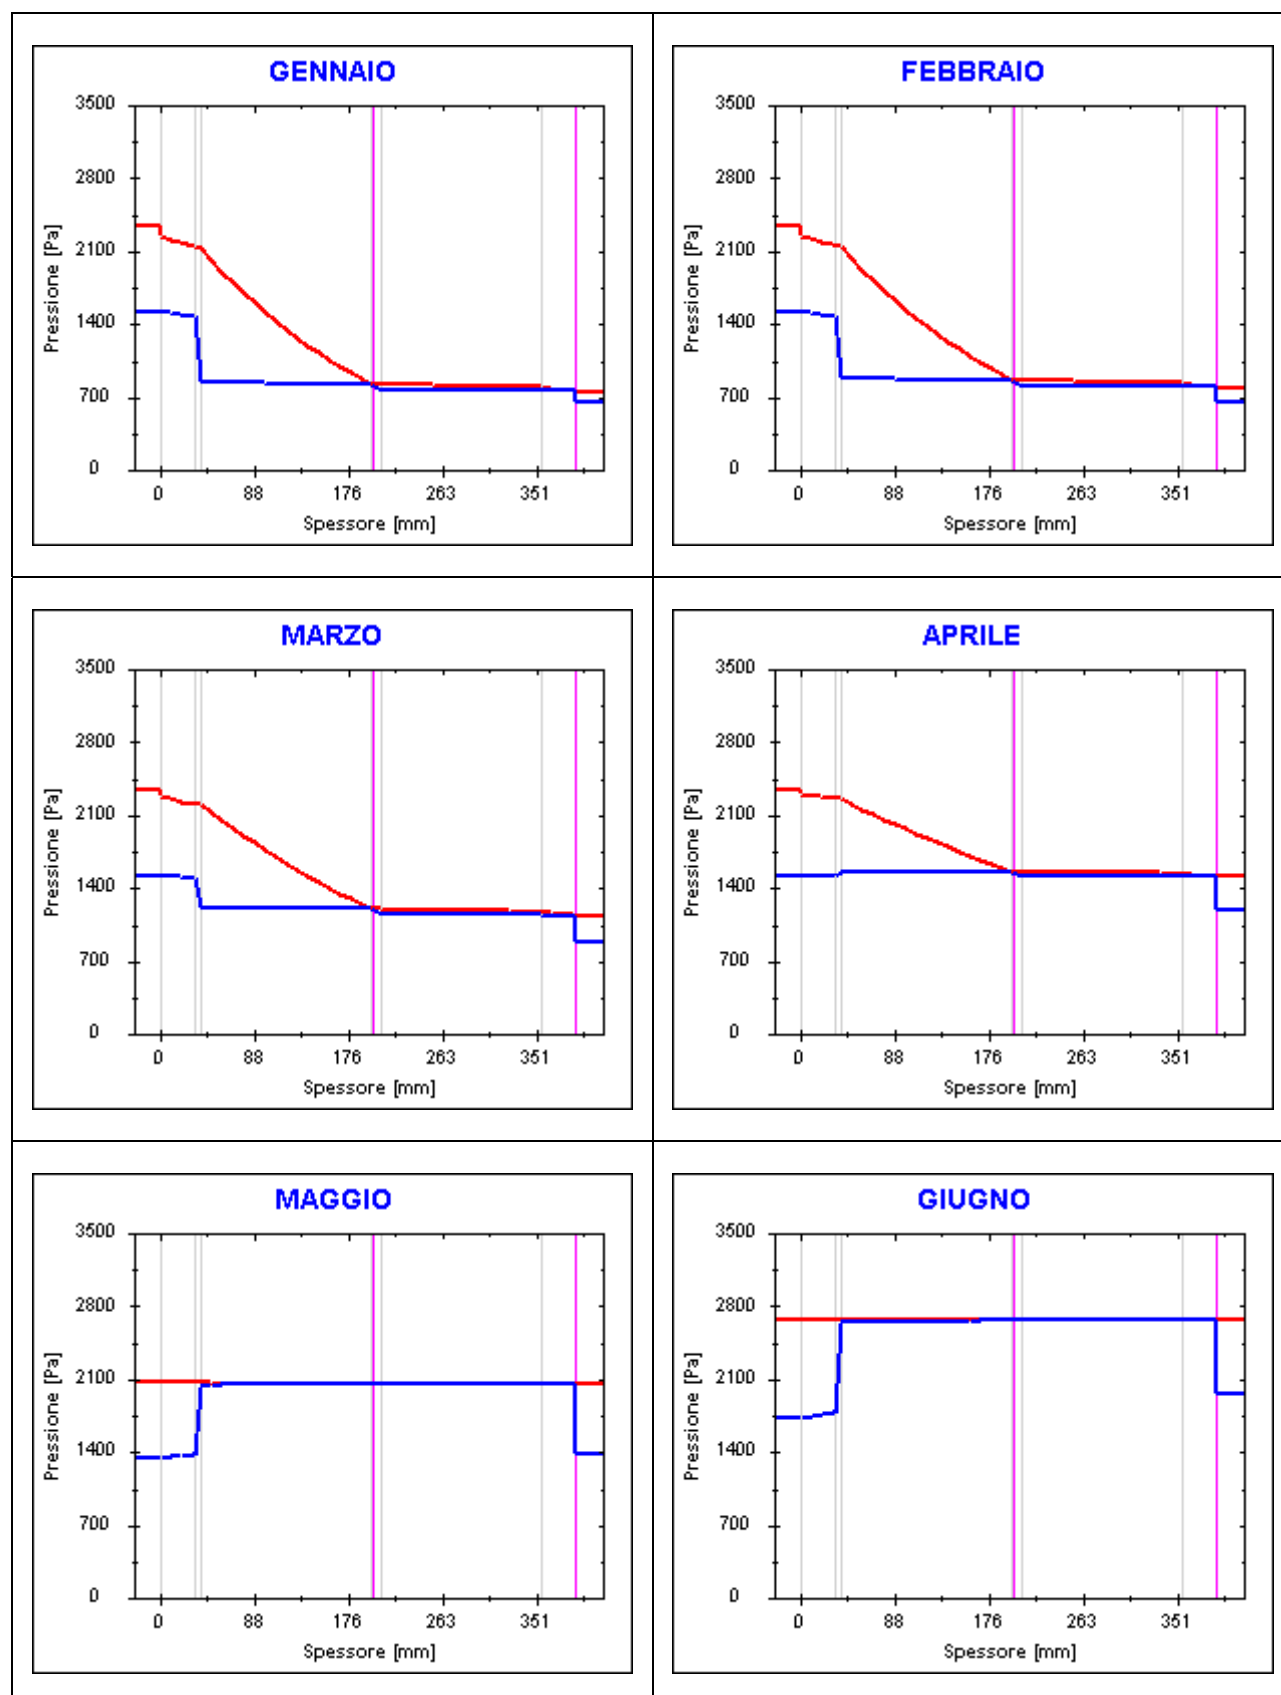 GENNAIO
3500
2800
2100
1400
700
0
Pressione [Pa]
0 88 176 263 351
Spessore [mm]
FEBBRAIO
3500
2800
2100
1400
700
0
Pressione [Pa]
0 88 176 263 351
Spessore [mm]
MARZO
3500
2800
2100
1400
700
0
Pressione [Pa]
0 88 176 263 351
Spessore [mm]
APRILE
3500
2800
2100
1400
700
0
Pressione [Pa]
0 88 176 263 351
Spessore [mm]
MAGGIO
3500
2800
2100
1400
700
0
Pressione [Pa]
0 88 176 263 351
Spessore [mm]
GIUGNO
3500
2800
2100
1400
700
0
Pressione [Pa]
0 88 176 263 351
Spessore [mm]